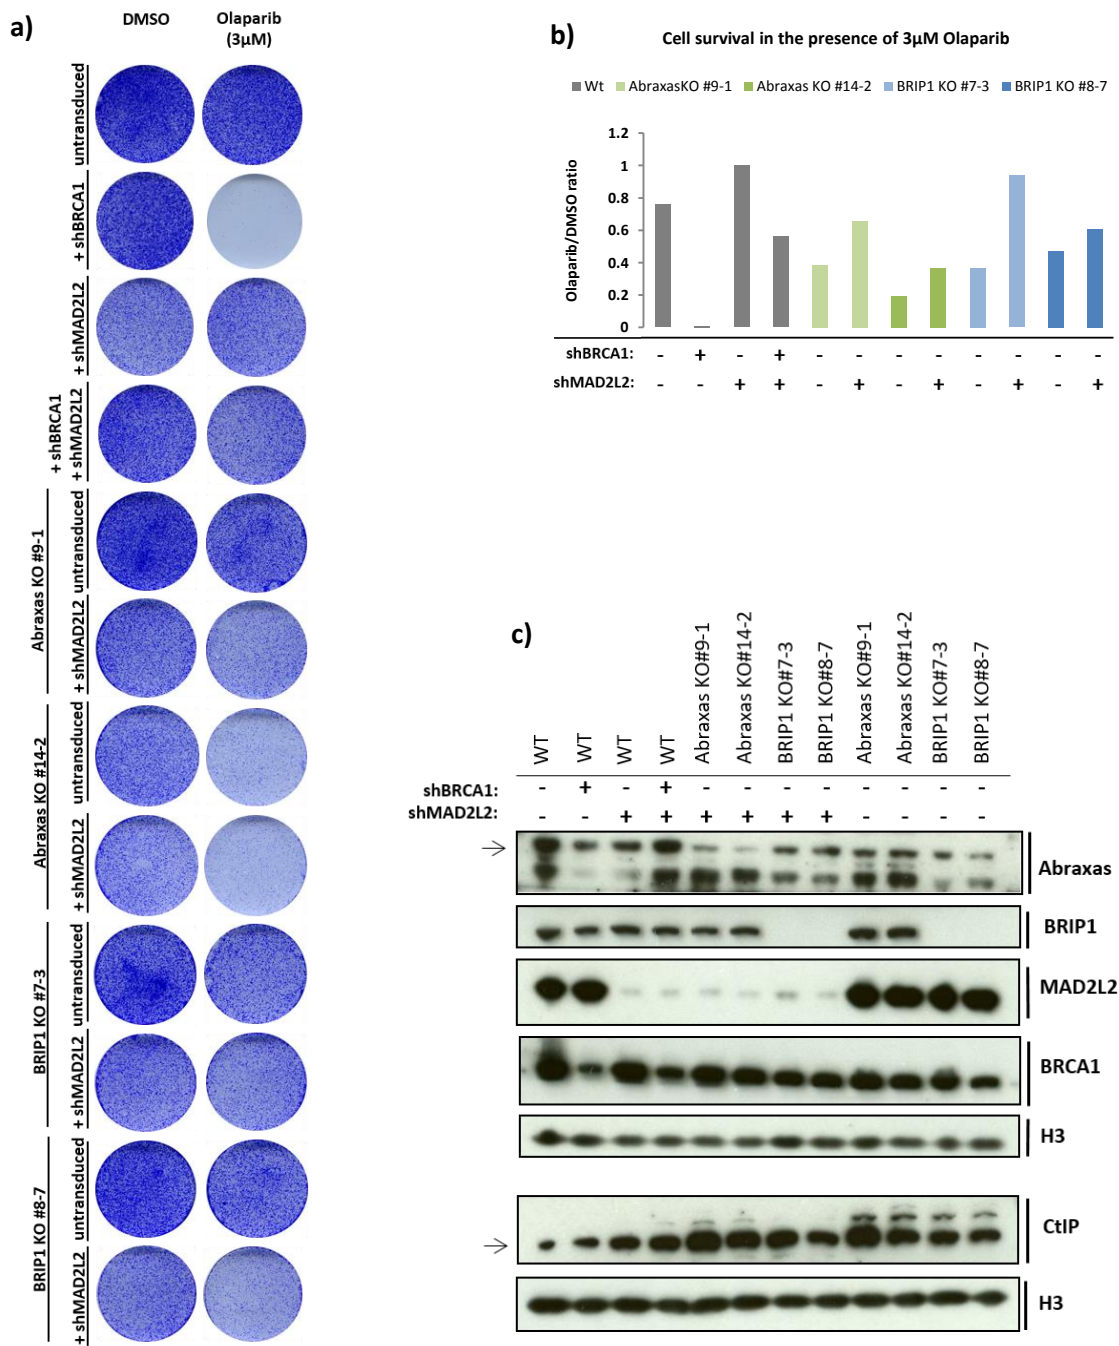 a)
DMSO
Olaparib
(3µM)
untransduced
+ shBRCA1
+ shMAD2L2
+ shBRCA1
+ shMAD2L2
Abraxas KO #9-1
untransduced
+ shMAD2L2
Abraxas KO #14-2
untransduced
+ shMAD2L2
BRIP1 KO #7-3
untransduced
+ shMAD2L2
BRIP1 KO #8-7
untransduced
+ shMAD2L2
b)
Cell survival in the presence of 3µM Olaparib
Wt AbraxasKO #9-1 Abraxas KO #14-2 BRIP1 KO #7-3 BRIP1 KO #8-7
Olaparib/DMSO ratio
1.2
1
0.8
0.6
0.4
0.2
0
shBRCA1: - + - + - - - - - - - -
shMAD2L2: - - + + - + - + - + - +
c)
WT
WT
WT
WT
Abraxas KO#9-1
Abraxas KO#14-2
BRIP1 KO#7-3
BRIP1 KO#8-7
Abraxas KO#9-1
Abraxas KO#14-2
BRIP1 KO#7-3
BRIP1 KO#8-7
shBRCA1: - + - + - - - - - - - -
shMAD2L2: - - + + + + + + - - - -
Abraxas
BRIP1
MAD2L2
BRCA1
H3
CtIP
H3